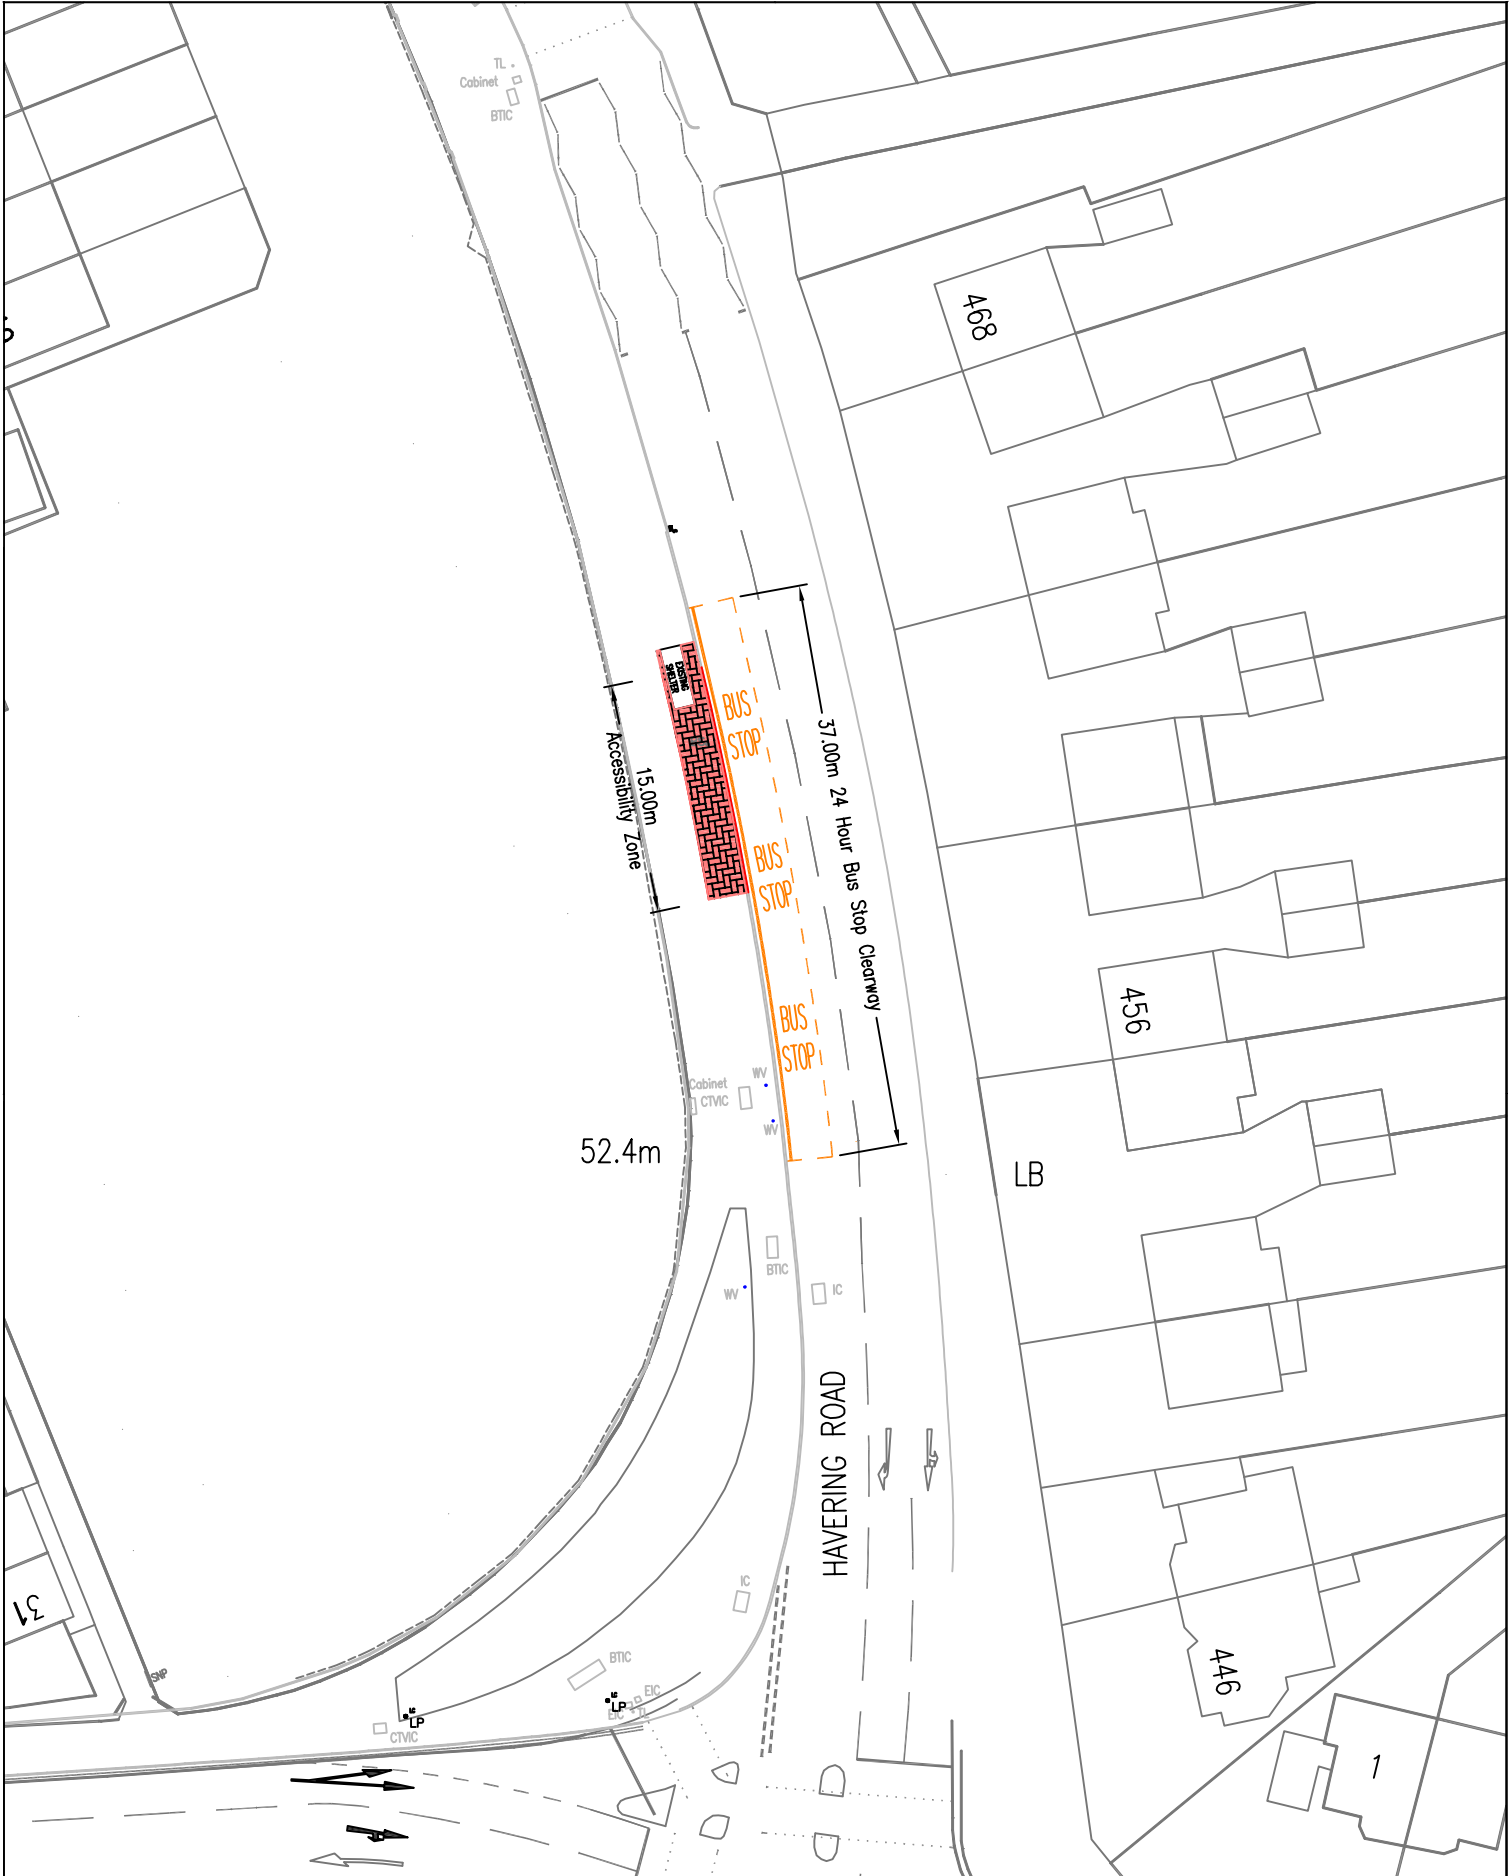 TL
Cabinet
BTIC
468
EXISTING
SHELTER
BUS
STOP
37.00m 24 Hour Bus Stop Clearway
15.00m
Accessibility Zone
BUS
STOP
456
BUS
STOP
WV
Cabinet
CTVIC
WV
52.4m
LB
BTIC
WV
IC
HAVERING ROAD
IC
31
SNP
BTIC
446
EIC
LP
EIC
TL
LP
CTVIC
1